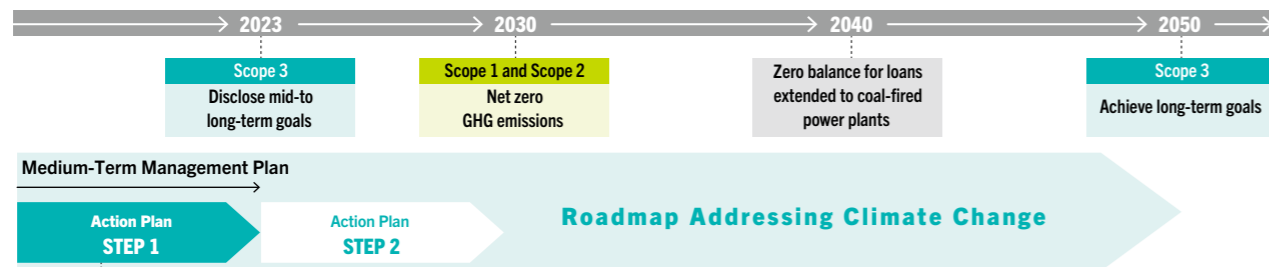 2023
2030
2040
2050
Scope 3
Disclose mid-to
long-term goals
Scope 1 and Scope 2
Net zero
GHG emissions
Zero balance for loans
extended to coal-fired
power plants
Scope 3
Achieve long-term goals
Medium-Term Management Plan
Action Plan
STEP 1
Action Plan
STEP 2
Roadmap Addressing Climate Change